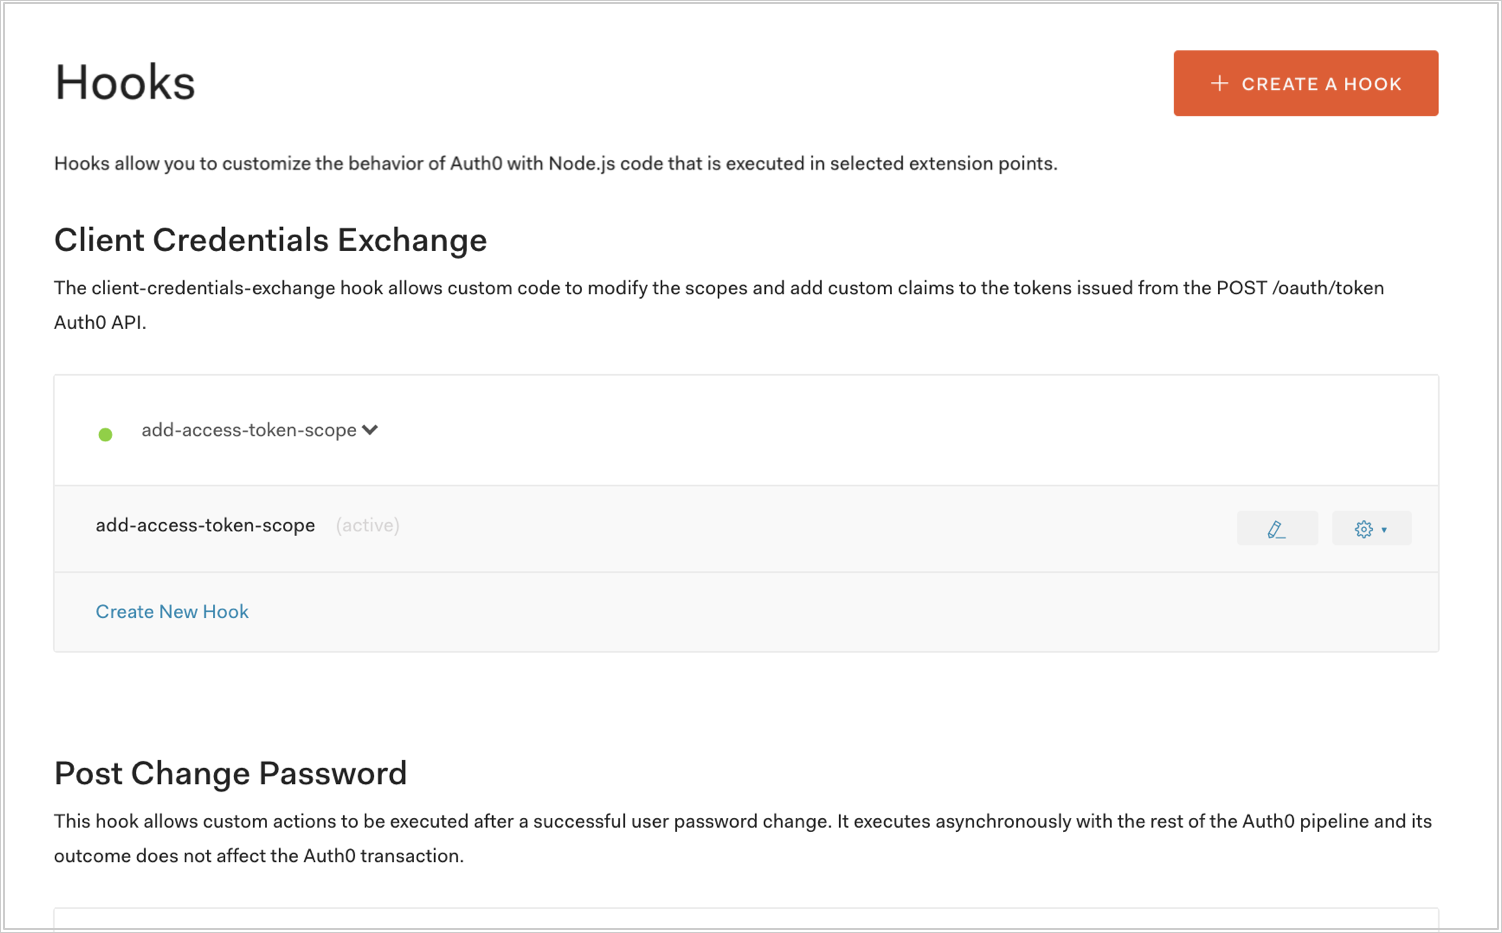 Hooks
+ CREATE A HOOK
Hooks allow you to customize the behavior of Auth0 with Node.js code that is executed in selected extension points.
Client Credentials Exchange
The client-credentials-exchange hook allows custom code to modify the scopes and add custom claims to the tokens issued from the POST /oauth/token
Auth0 API.
add-access-token-scope
add-access-token-scope (active)
Create New Hook
Post Change Password
This hook allows custom actions to be executed after a successful user password change. It executes asynchronously with the rest of the Auth0 pipeline and its
outcome does not affect the Auth0 transaction.